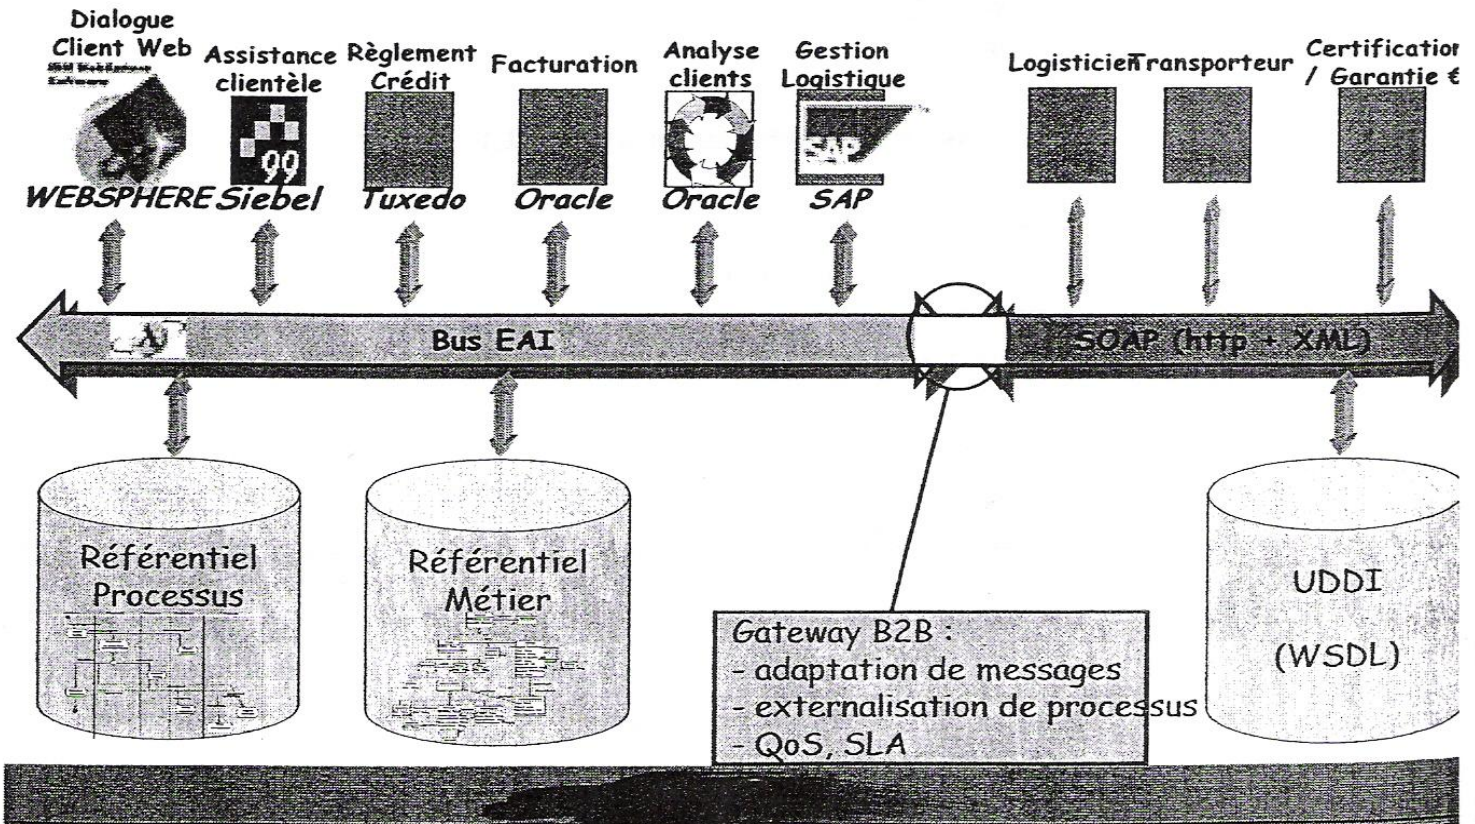 Dialogue
Client Web
Assistance
clientèle
Règlement
Crédit
Facturation
Analyse
clients
Gestion
Logistique
Logisticien
Transporteur
Certification
/ Garantie €
99
SAP
WEBSPHERE
Siebel
Tuxedo
Oracle
Oracle
SAP
Bus EAI
SOAP (http + XML)
Référentiel
Processus
Référentiel
Métier
UDDI
(WSDL)
Gateway B2B :
- adaptation de messages
- externalisation de processus
- QoS, SLA